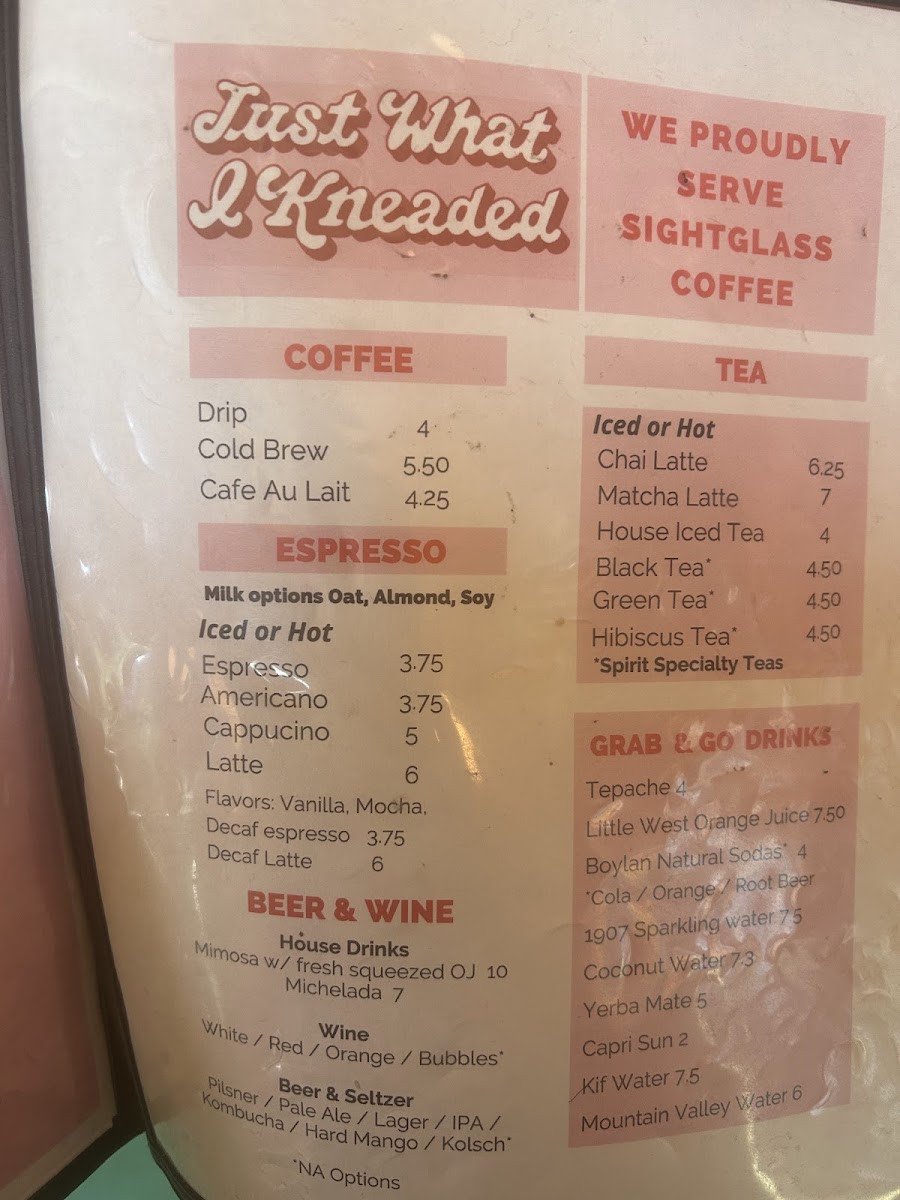 Just What
I Kneaded
WE PROUDLY
SERVE
SIGHTGLASS
COFFEE
COFFEE
Drip 4
Cold Brew 5.50
Cafe Au Lait 4.25
ESPRESSO
Milk options Oat, Almond, Soy
Iced or Hot
Espresso 3.75
Americano 3.75
Cappucino 5
Latte 6
Flavors: Vanilla, Mocha,
Decaf espresso 3.75
Decaf Latte 6
BEER & WINE
House Drinks
Mimosa w/ fresh squeezed OJ 10
Michelada 7
Wine
White / Red / Orange / Bubbles*
Beer & Seltzer
Pilsner / Pale Ale / Lager / IPA /
Kombucha / Hard Mango / Kolsch*
*NA Options
TEA
Iced or Hot
Chai Latte 6.25
Matcha Latte 7
House Iced Tea 4
Black Tea* 4.50
Green Tea* 4.50
Hibiscus Tea* 4.50
*Spirit Specialty Teas
GRAB & GO DRINKS
Tepache 4
Little West Orange Juice 7.50
Boylan Natural Sodas* 4
*Cola / Orange / Root Beer
1907 Sparkling water 7.5
Coconut Water 7.3
Yerba Mate 5
Capri Sun 2
Kif Water 7.5
Mountain Valley Water 6